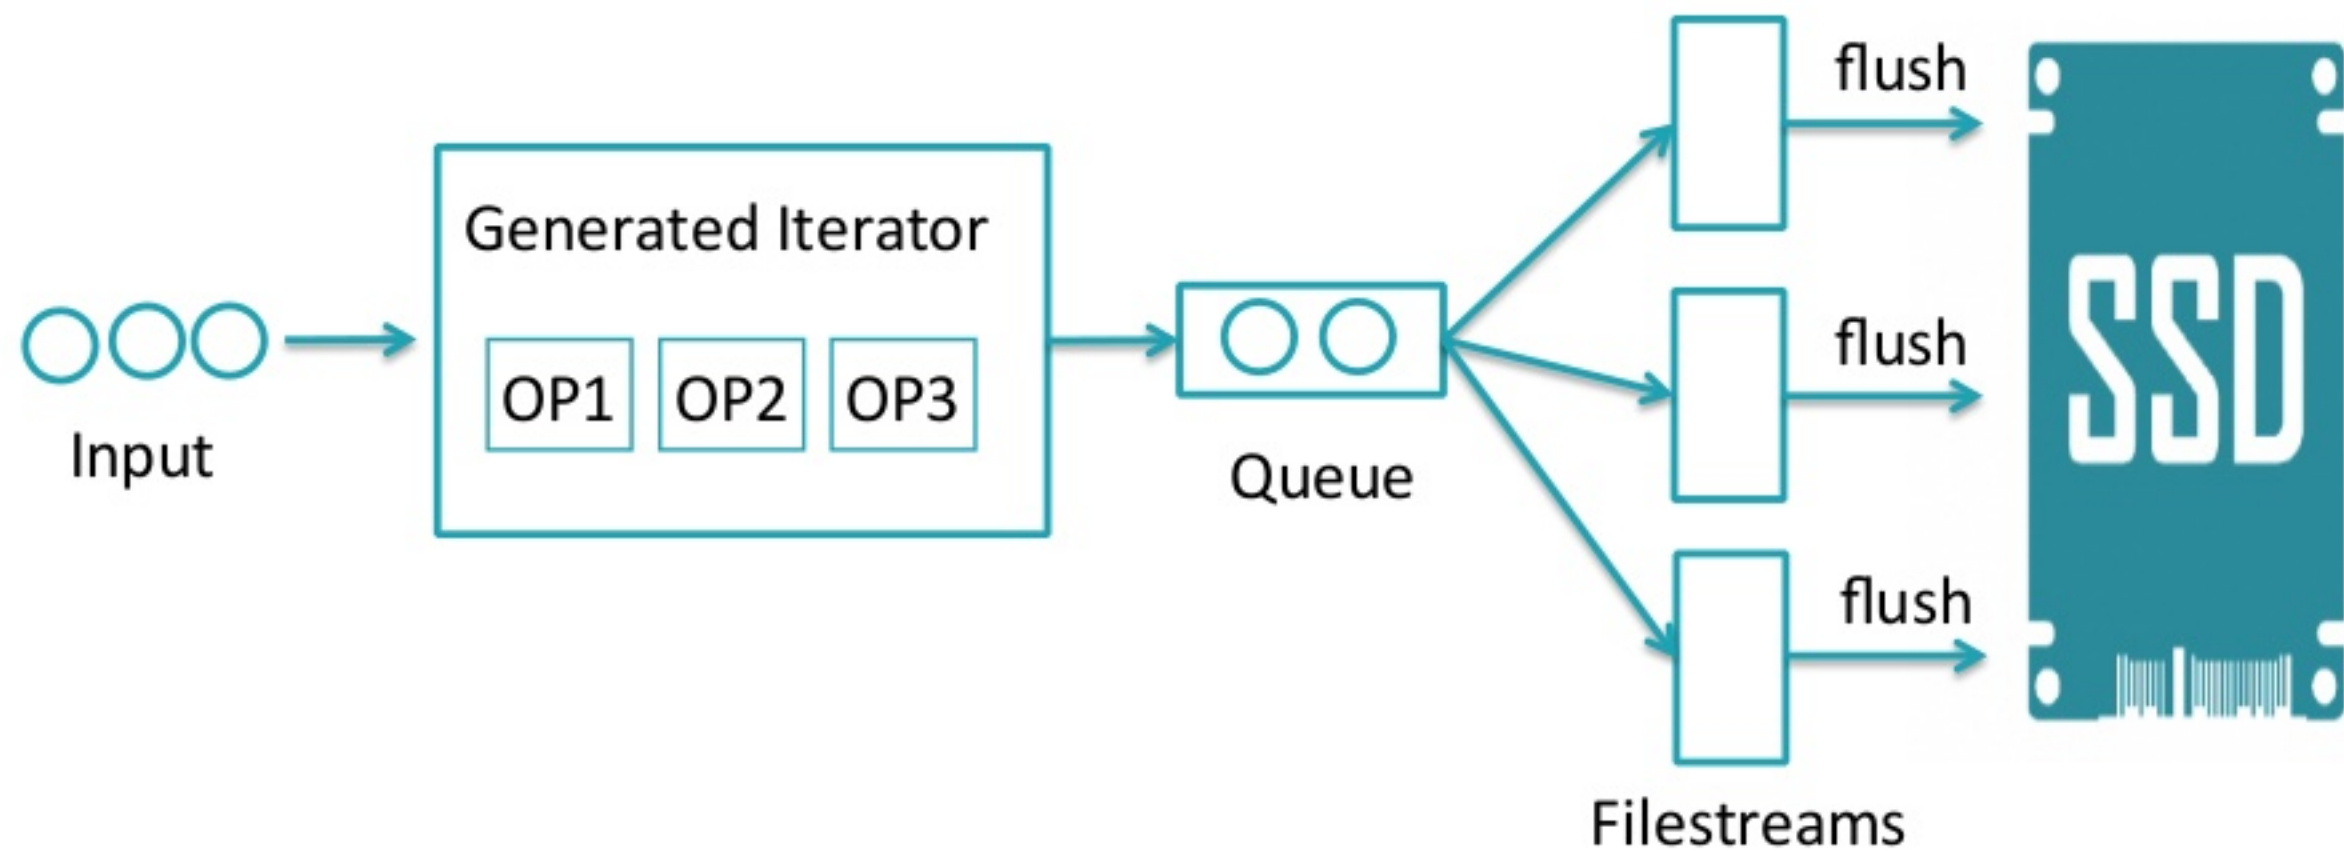 Input
Generated Iterator
OP1 OP2 OP3
Queue
flush
flush
flush
Filestreams
SSD